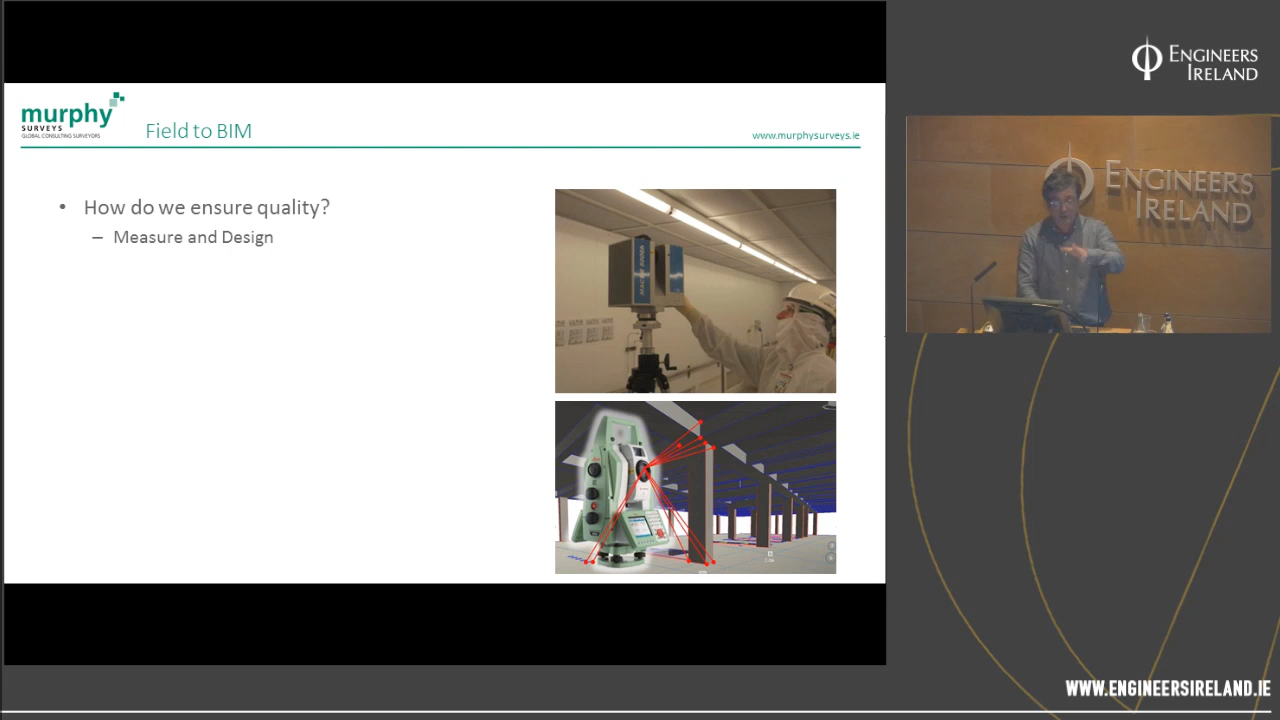 murphy
SURVEYS
GLOBAL CONSULTING SURVEYORS
Field to BIM
www.murphysurveys.ie
• How do we ensure quality?
– Measure and Design
ENGINEERS
IRELAND
ENGINEERS
IRELAND
WWW.ENGINEERSIRELAND.IE